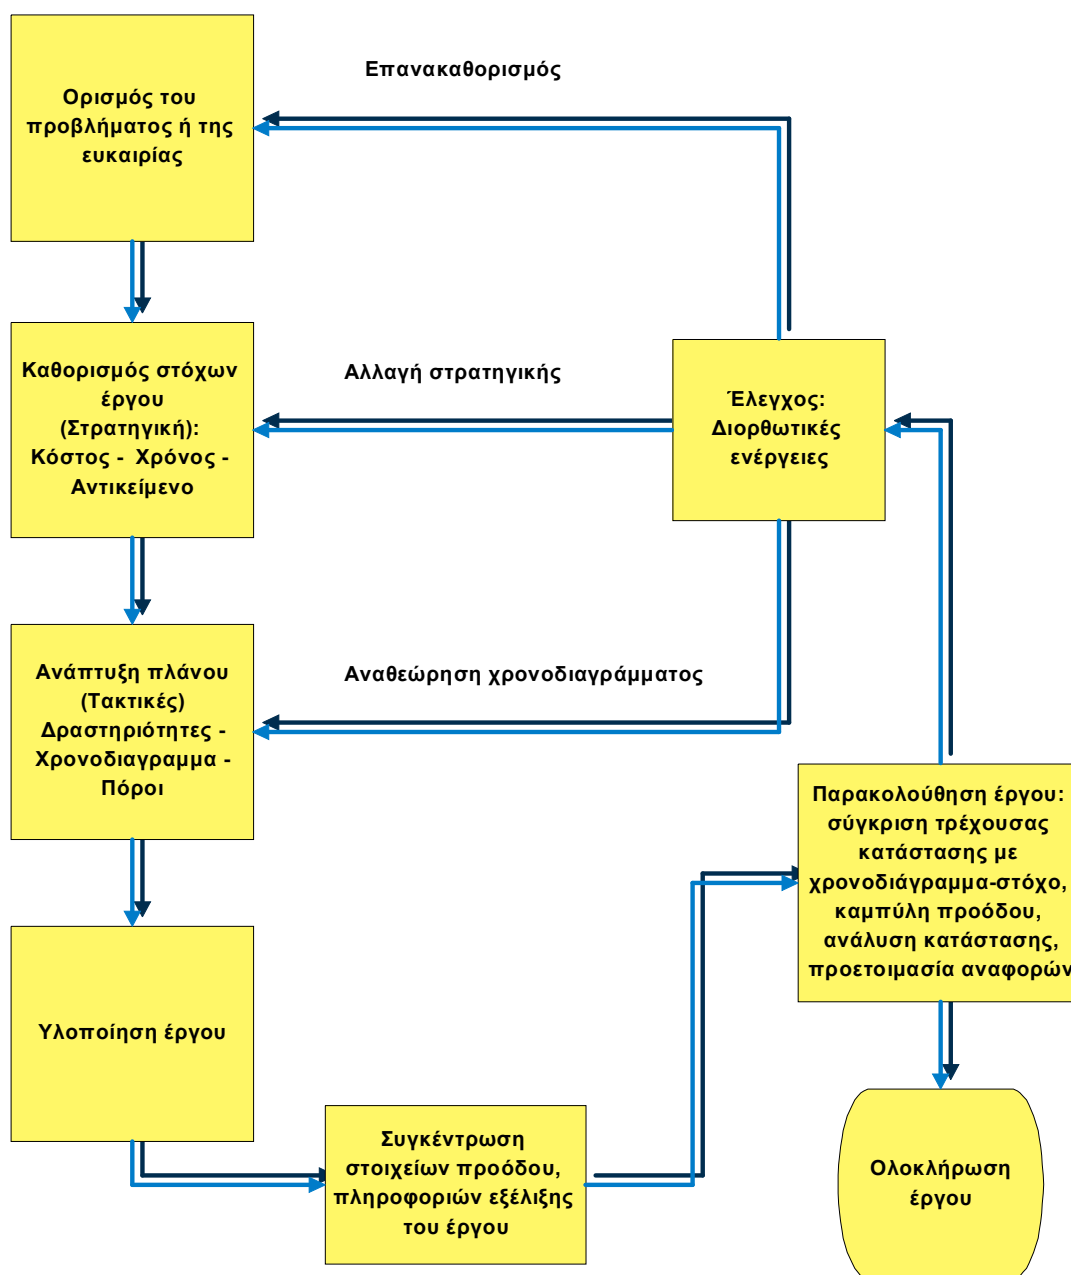 Επανακαθορισμός
Ορισμός του
προβλήματος ή της
ευκαιρίας
Αλλαγή στρατηγικής
Καθορισμός στόχων
έργου
(Στρατηγική):
Κόστος - Χρόνος -
Αντικείμενο
Έλεγχος:
Διορθωτικές
ενέργειες
Αναθεώρηση χρονοδιαγράμματος
Ανάπτυξη πλάνου
(Τακτικές)
Δραστηριότητες -
Χρονοδιαγραμμα -
Πόροι
Παρακολούθηση έργου:
σύγκριση τρέχουσας
κατάστασης με
χρονοδιάγραμμα-στόχο,
καμπύλη προόδου,
ανάλυση κατάστασης,
προετοιμασία αναφορών
Υλοποίηση έργου
Συγκέντρωση
στοιχείων προόδου,
πληροφοριών εξέλιξης
του έργου
Ολοκλήρωση
έργου